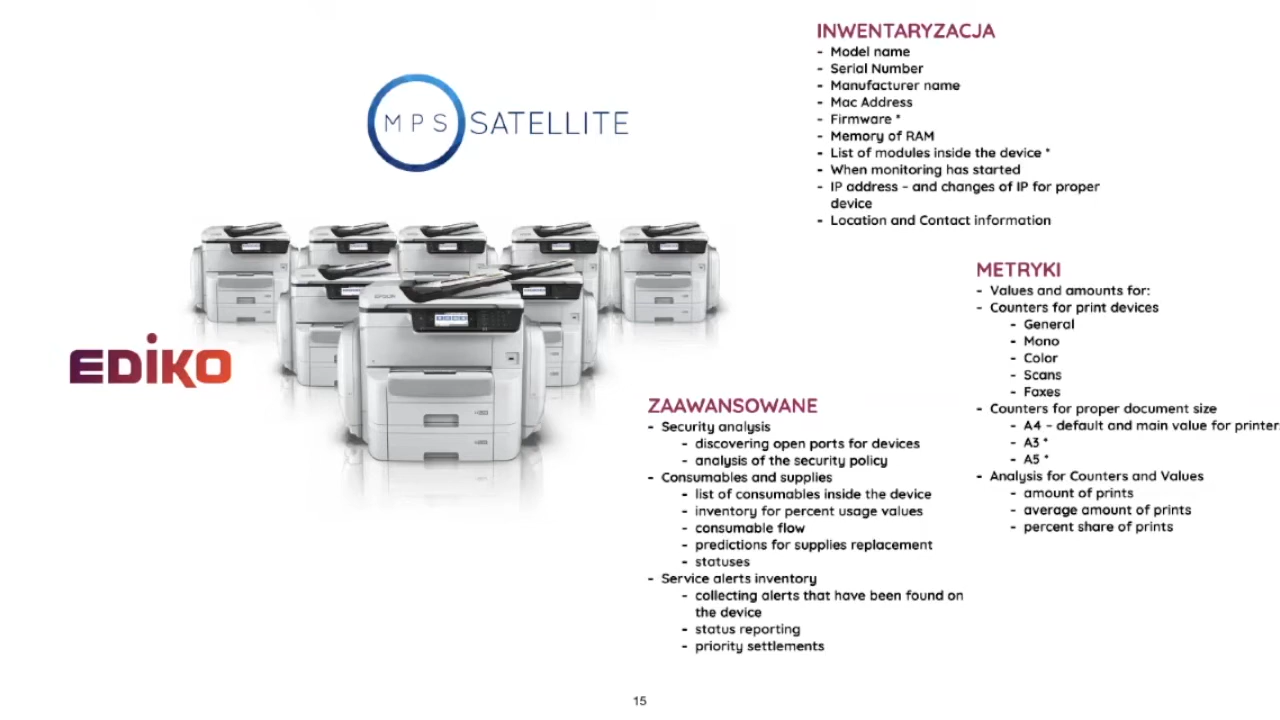 INWENTARYZACJA
- Model name
- Serial Number
- Manufacturer name
- Mac Address
- Firmware *
- Memory of RAM
- List of modules inside the device *
- When monitoring has started
- IP address - and changes of IP for proper
device
- Location and Contact information
MPS SATELLITE
EPSON
EDIKO
METRYKI
- Values and amounts for:
- Counters for print devices
- General
- Mono
- Color
- Scans
- Faxes
- Counters for proper document size
- A4 - default and main value for printer
- A3 *
- A5 *
- Analysis for Counters and Values
- amount of prints
- average amount of prints
- percent share of prints
ZAAWANSOWANE
- Security analysis
- discovering open ports for devices
- analysis of the security policy
- Consumables and supplies
- list of consumables inside the device
- inventory for percent usage values
- consumable flow
- predictions for supplies replacement
- statuses
- Service alerts inventory
- collecting alerts that have been found on
the device
- status reporting
- priority settlements
15